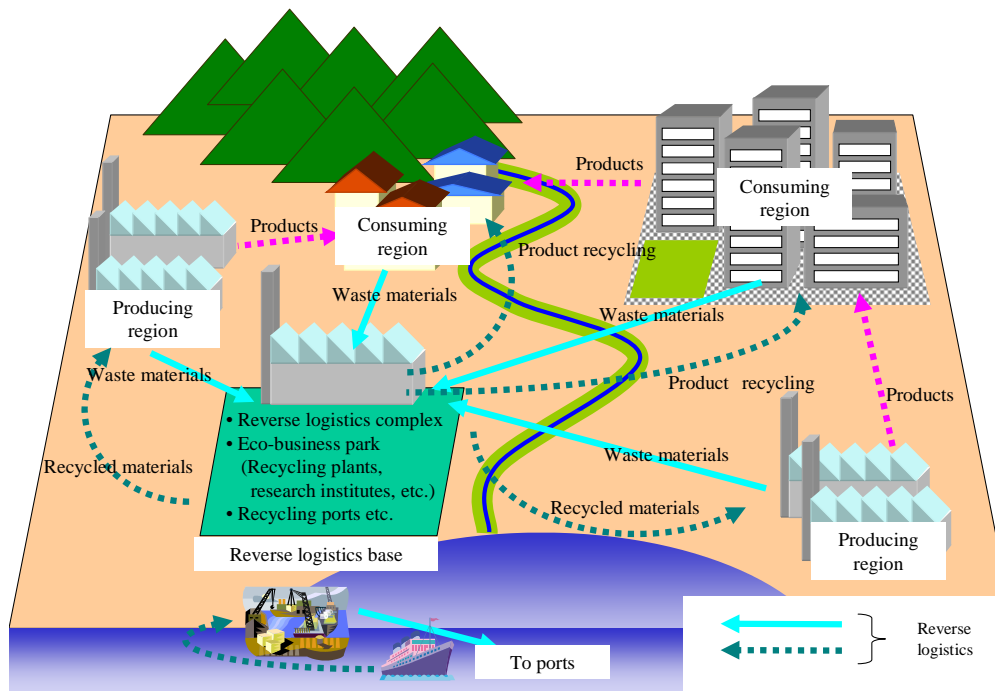 Products
Consuming
region
Products
Consuming
region
Product recycling
Producing
region
Waste materials
Waste materials
Waste materials
Product recycling
Products
• Reverse logistics complex
• Eco-business park
(Recycling plants,
research institutes, etc.)
• Recycling ports etc.
Waste materials
Recycled materials
Recycled materials
Producing
region
Reverse logistics base
To ports
Reverse
logistics